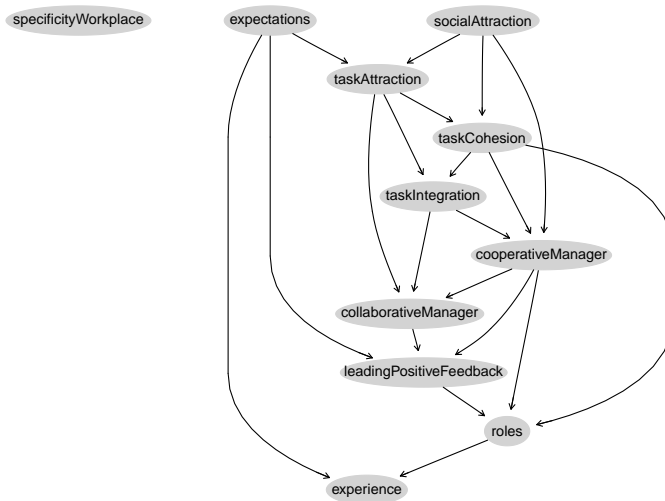 specificityWorkplace
expectations
socialAttraction
taskAttraction
taskCohesion
taskIntegration
cooperativeManager
collaborativeManager
leadingPositiveFeedback
roles
experience